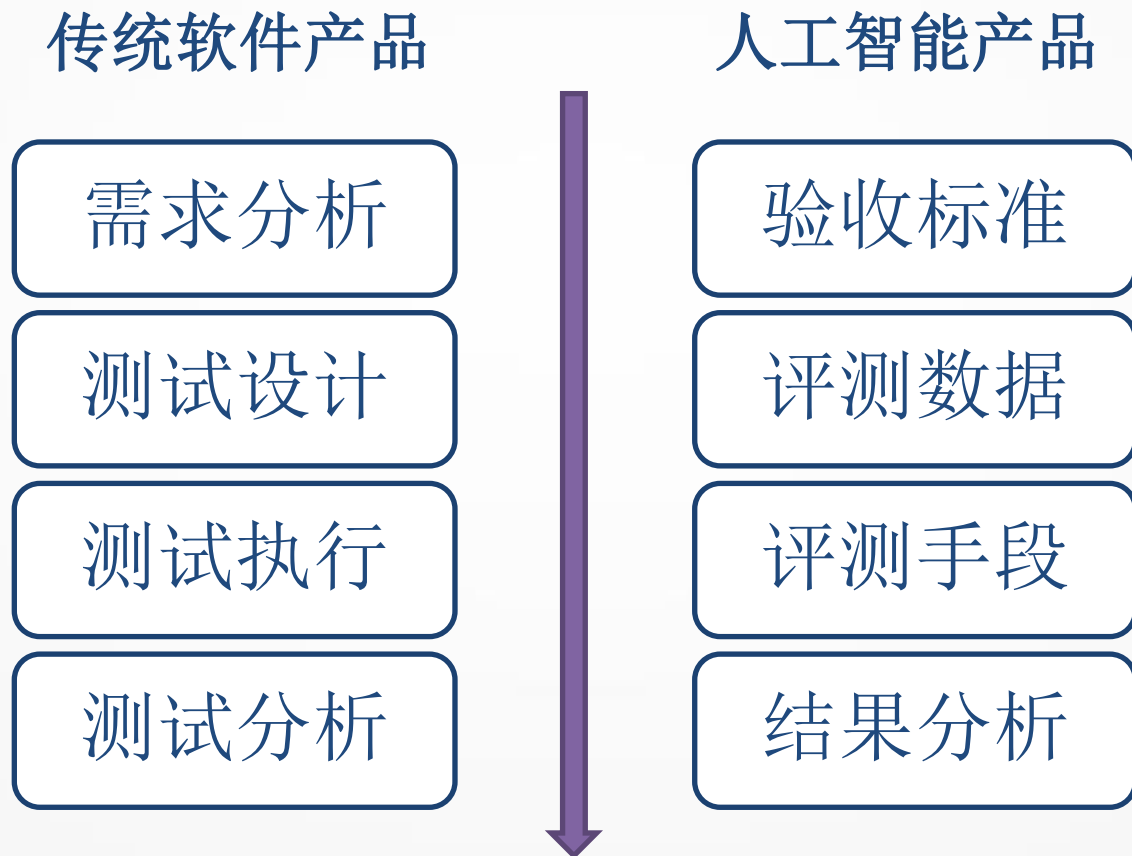 传统软件产品
人工智能产品
需求分析
验收标准
测试设计
评测数据
测试执行
评测手段
测试分析
结果分析